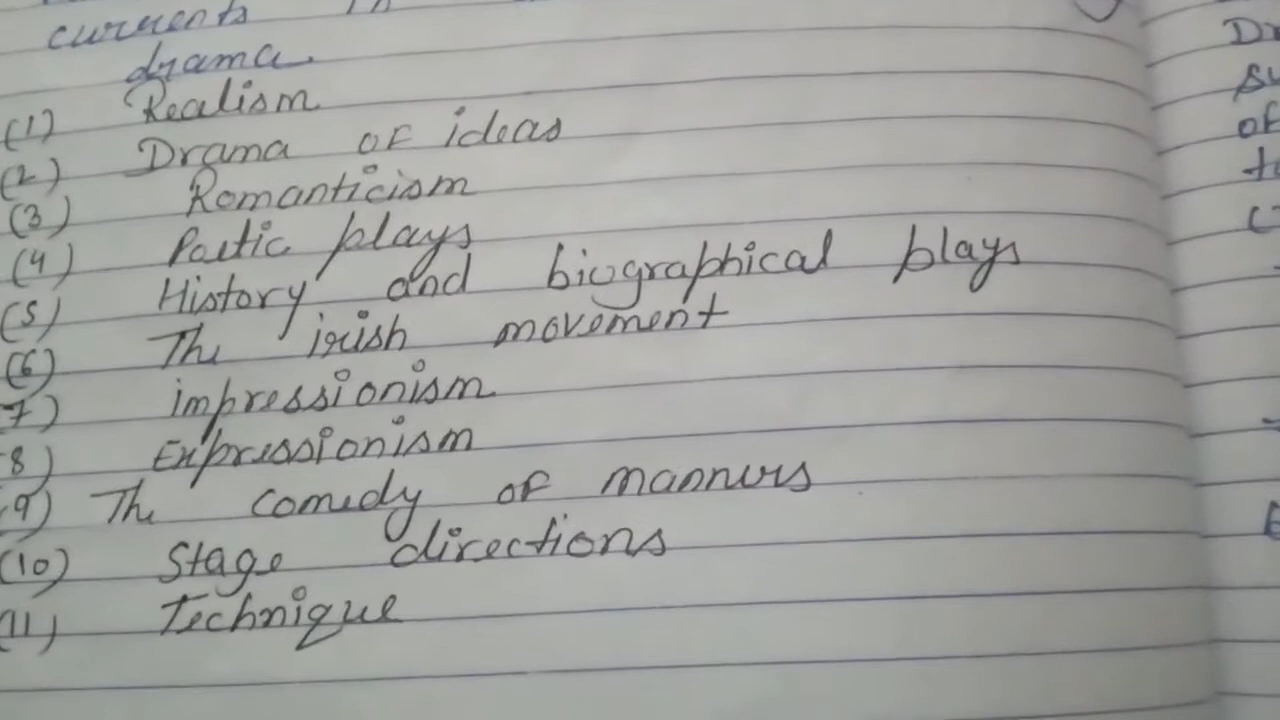 currents
drama.
(1) Realism
(2) Drama of ideas
(3) Romanticism
(4) Poetic plays
(5) History and biographical plays
(6) The irish movement
7) impressionism
8) Expressionism
9) The comedy of manners
(10) Stage directions
11) Technique
of